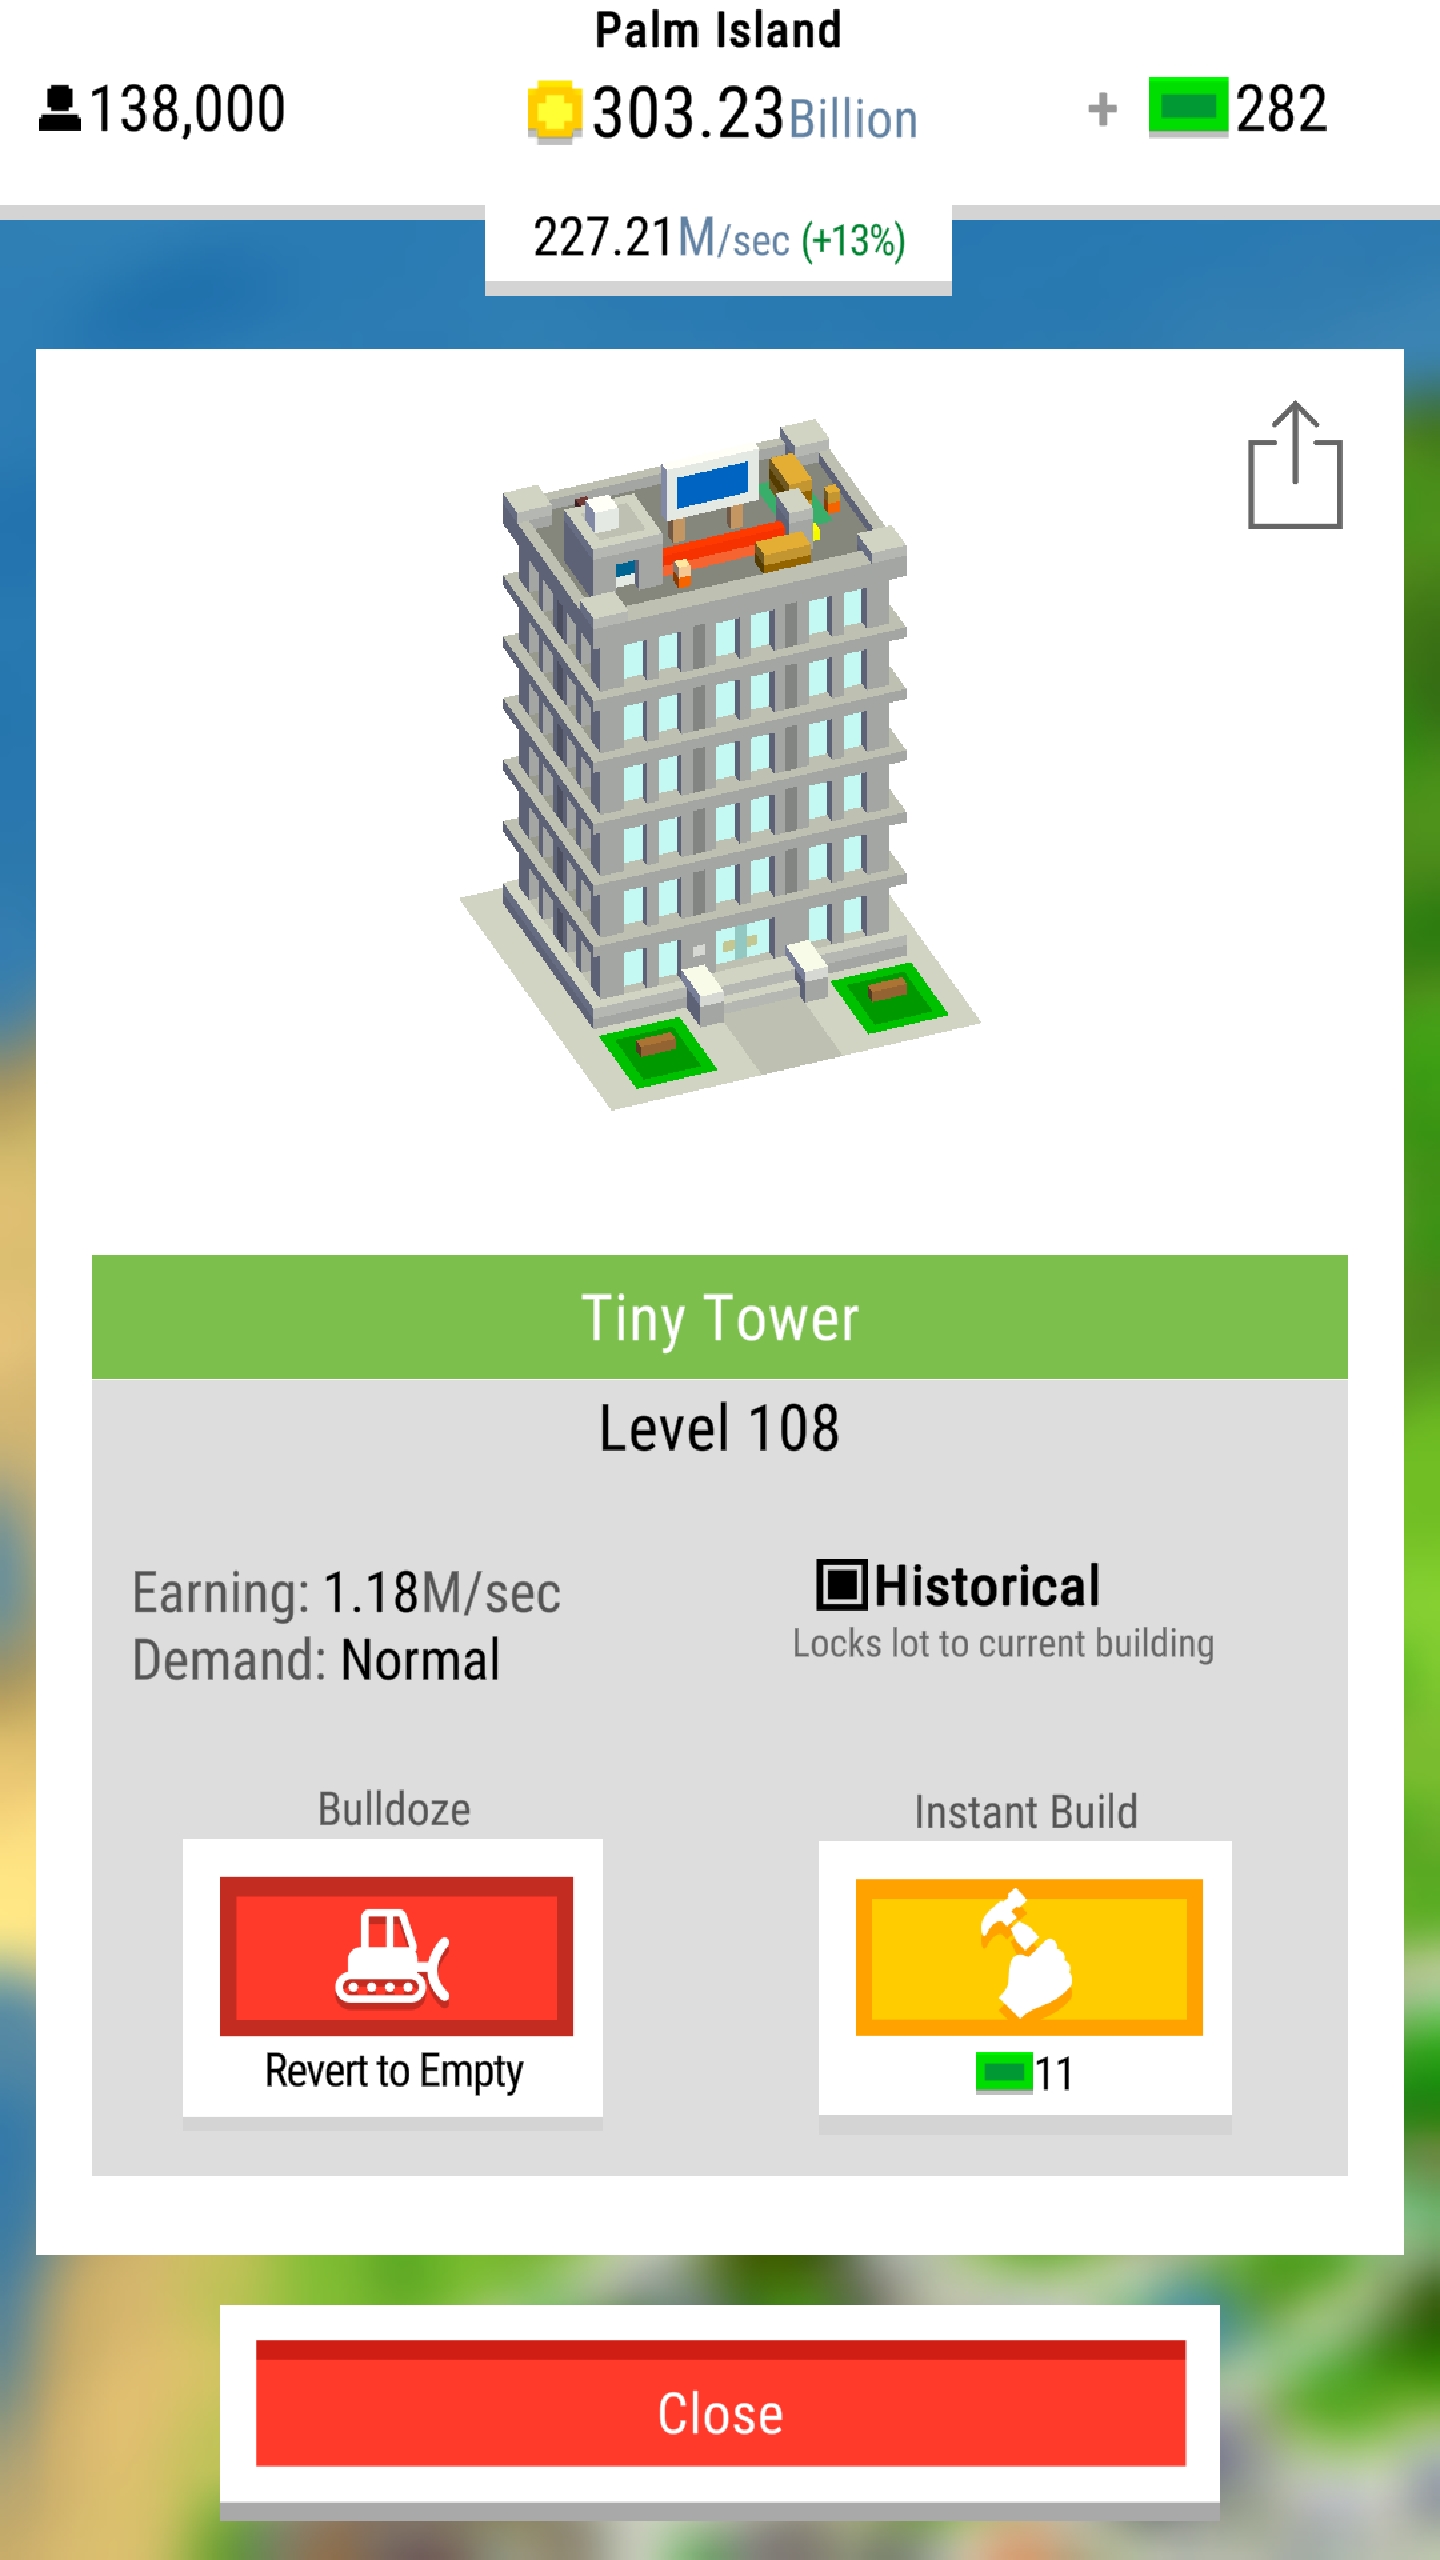 Palm Island
138,000
303.23Billion
+ 282
227.21M/sec (+13%)
Tiny Tower
Level 108
Earning: 1.18M/sec
Demand: Normal
Historical
Locks lot to current building
Bulldoze
Revert to Empty
Instant Build
11
Close